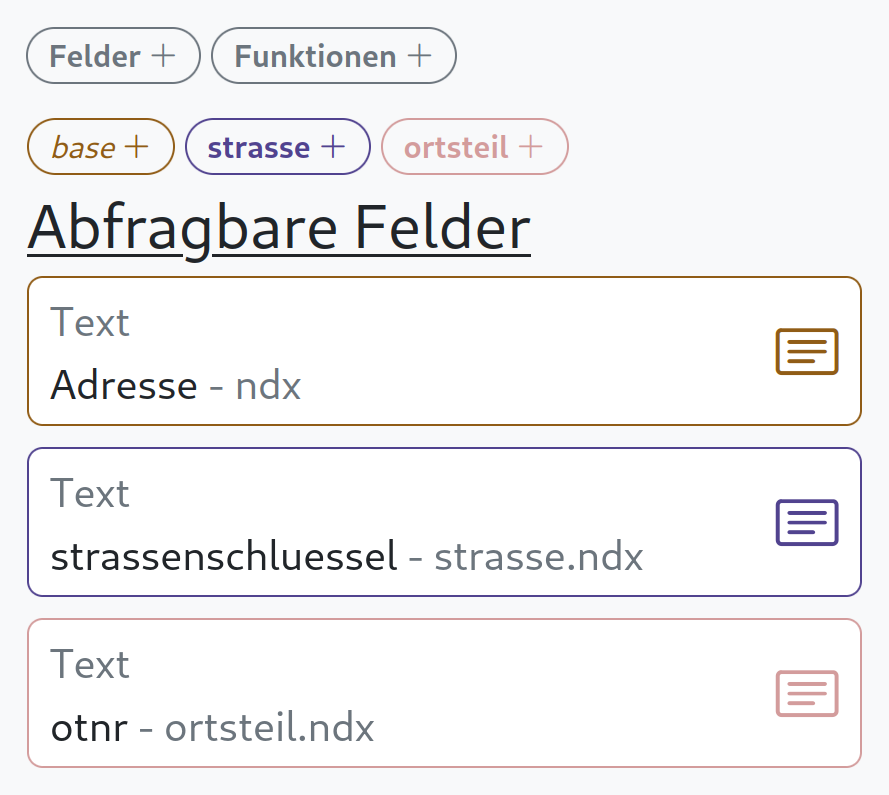 Felder + Funktionen +
base + strasse + ortsteil +
Abfragbare Felder
Text
Adresse - ndx
Text
strassenschluessel - strasse.ndx
Text
otnr - ortsteil.ndx